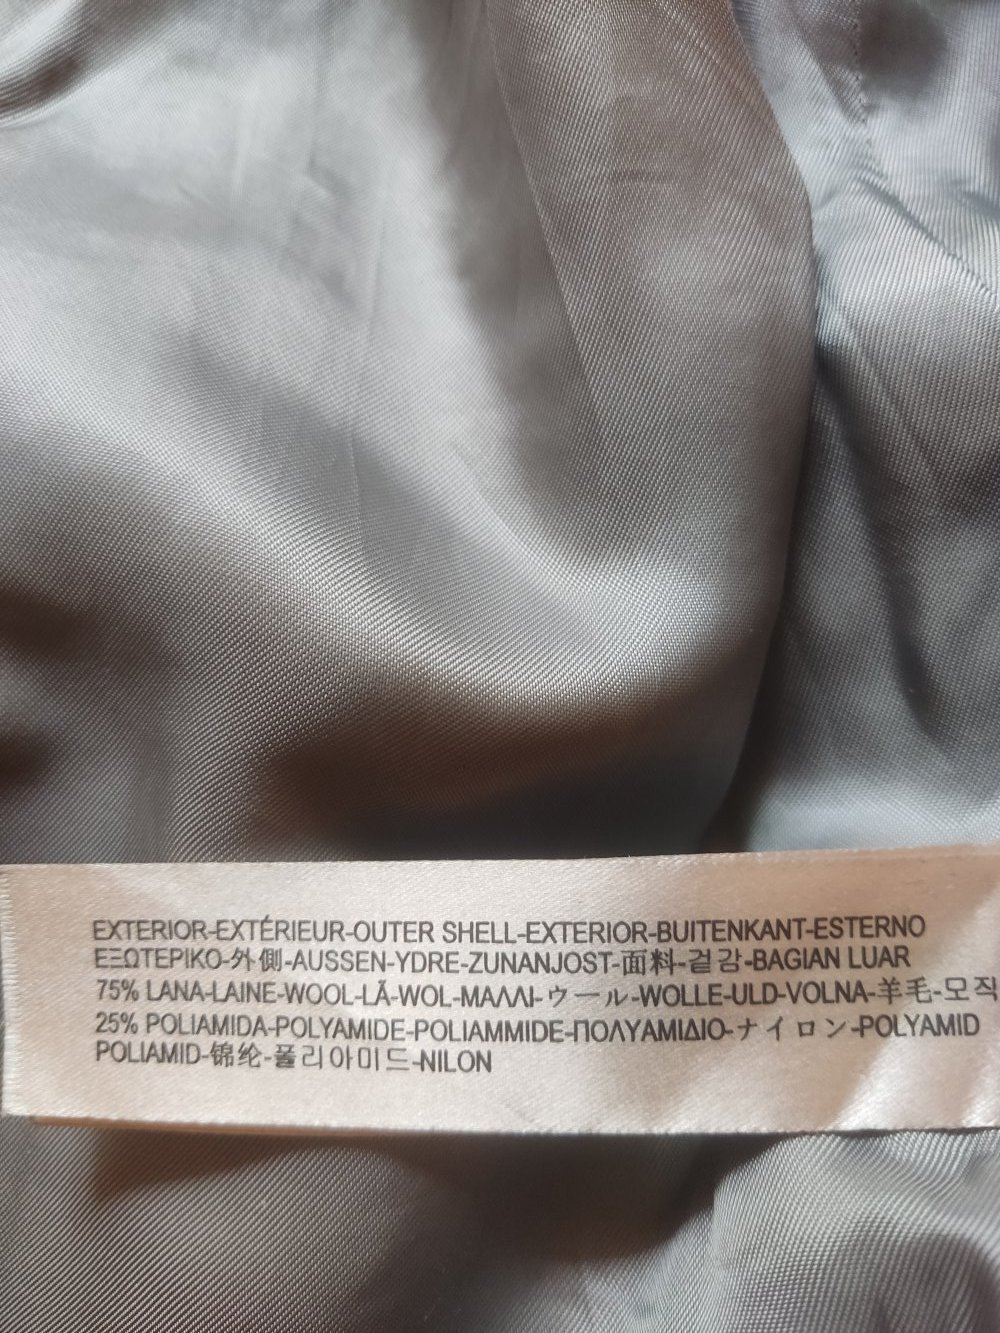 EXTERIOR-EXTÉRIEUR-OUTER SHELL-EXTERIOR-BUITENKANT-ESTERNO
ΕΞΩΤΕΡΙΚΟ-外側-AUSSEN-YDRE-ZUNANJOST-面料-겉감-BAGIAN LUAR
75% LANA-LAINE-WOOL-LÃ-WOL-ΜΑΛΛΙ-ウール-WOLLE-ULD-VOLNA-羊毛-모직
25% POLIAMIDA-POLYAMIDE-POLIAMMIDE-ΠΟΛΥΑΜΙΔΙΟ-ナイロン-POLYAMID
POLIAMID-锦纶-폴리아미드-NILON